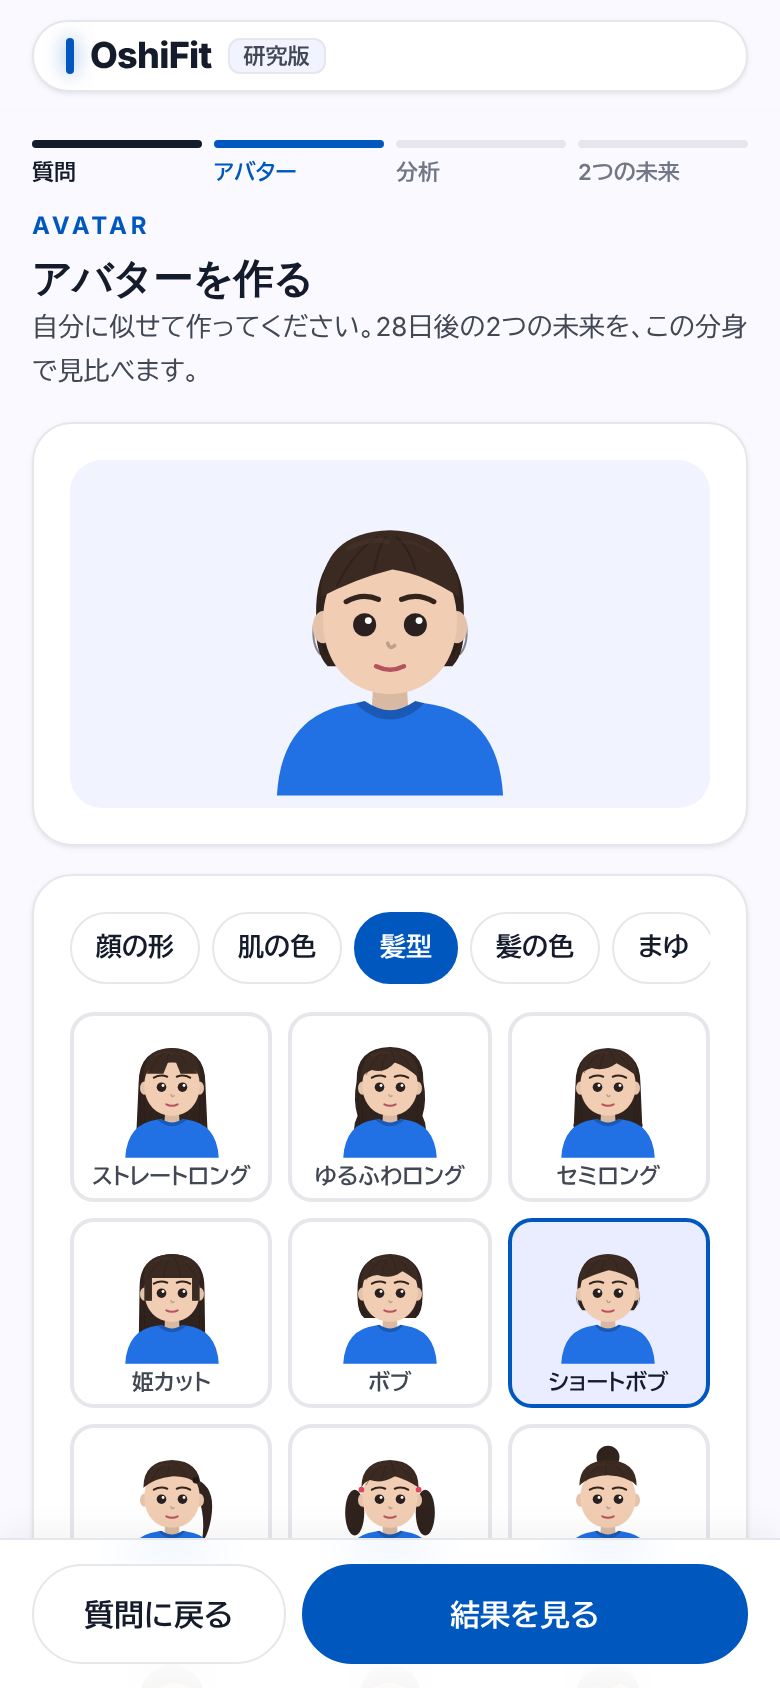 OshiFit 研究版
質問 アバター 分析 2つの未来
AVATAR
アバターを作る
自分に似せて作ってください。28日後の2つの未来を、この分身
で見比べます。
顔の形 肌の色 髪型 髪の色 まゆ
ストレートロング ゆるふわロング セミロング
姫カット ボブ ショートボブ
質問に戻る 結果を見る